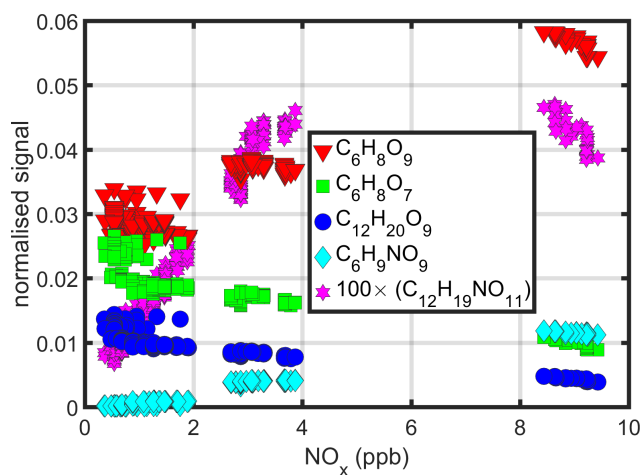 0.06
0.05
0.04
0.03
0.02
0.01
0
normalised signal
C₆H₈O₉
C₆H₈O₇
C₁₂H₂₀O₉
C₆H₉NO₉
100× (C₁₂H₁₉NO₁₁)
0 2 4 6 8 10
NOₓ (ppb)